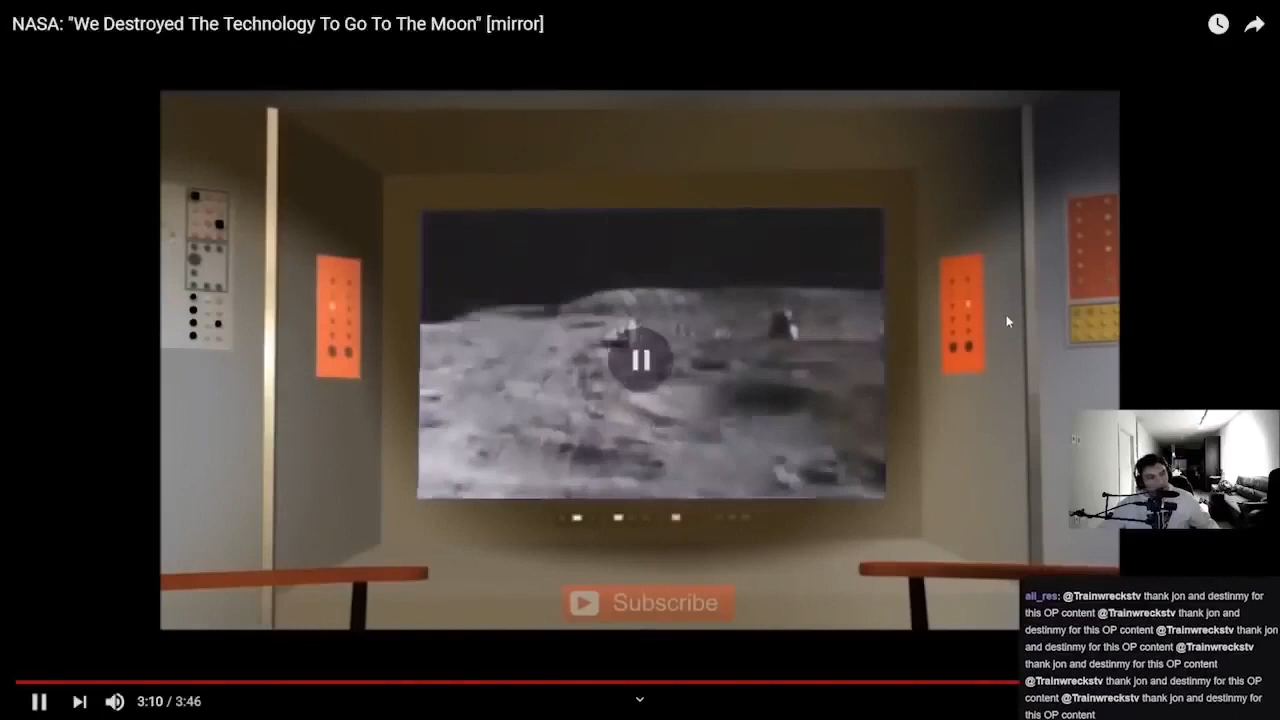 NASA: "We Destroyed The Technology To Go To The Moon" [mirror]
Subscribe
3:10 / 3:46
all_res: @Trainwreckstv thank jon and destinmy for
this OP content @Trainwreckstv thank jon and
destinmy for this OP content @Trainwreckstv thank jon
and destinmy for this OP content @Trainwreckstv
thank jon and destinmy for this OP content
@Trainwreckstv thank jon and destinmy for this OP
content @Trainwreckstv thank jon and destinmy for
this OP content